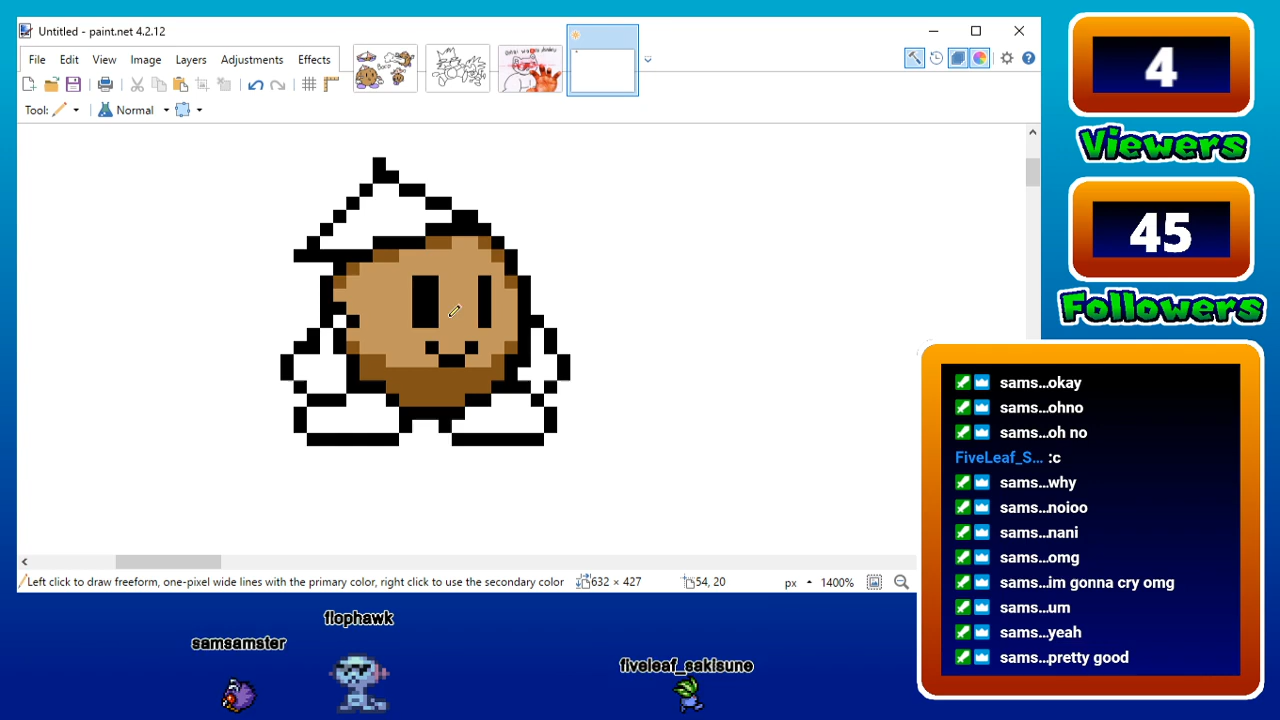 Untitled - paint.net 4.2.12
File Edit View Image Layers Adjustments Effects
Tool: Normal
Left click to draw freeform, one-pixel wide lines with the primary color, right click to use the secondary color
632 × 427
54, 20
px
1400%
4
Viewers
45
Followers
sams...okay
sams...ohno
sams...oh no
FiveLeaf_S... :c
sams...why
sams...noioo
sams...nani
sams...omg
sams...im gonna cry omg
sams...um
sams...yeah
sams...pretty good
flophawk
samsamster
fiveleaf_sakisune